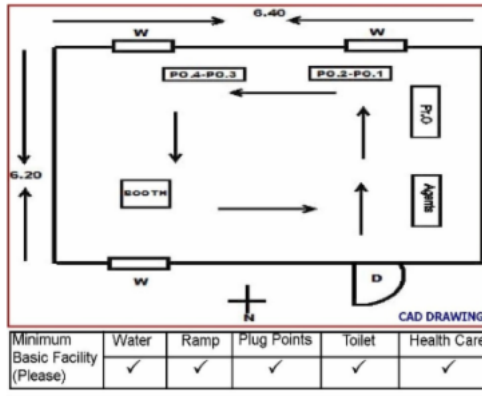 6.40
W W
PO.4-PO.3 PO.2-PO.1
Pr.O
6.20
BOOTH
Agents
W
D
N
CAD DRAWING
Minimum Basic Facility (Please) Water Ramp Plug Points Toilet Health Care
✓ ✓ ✓ ✓ ✓